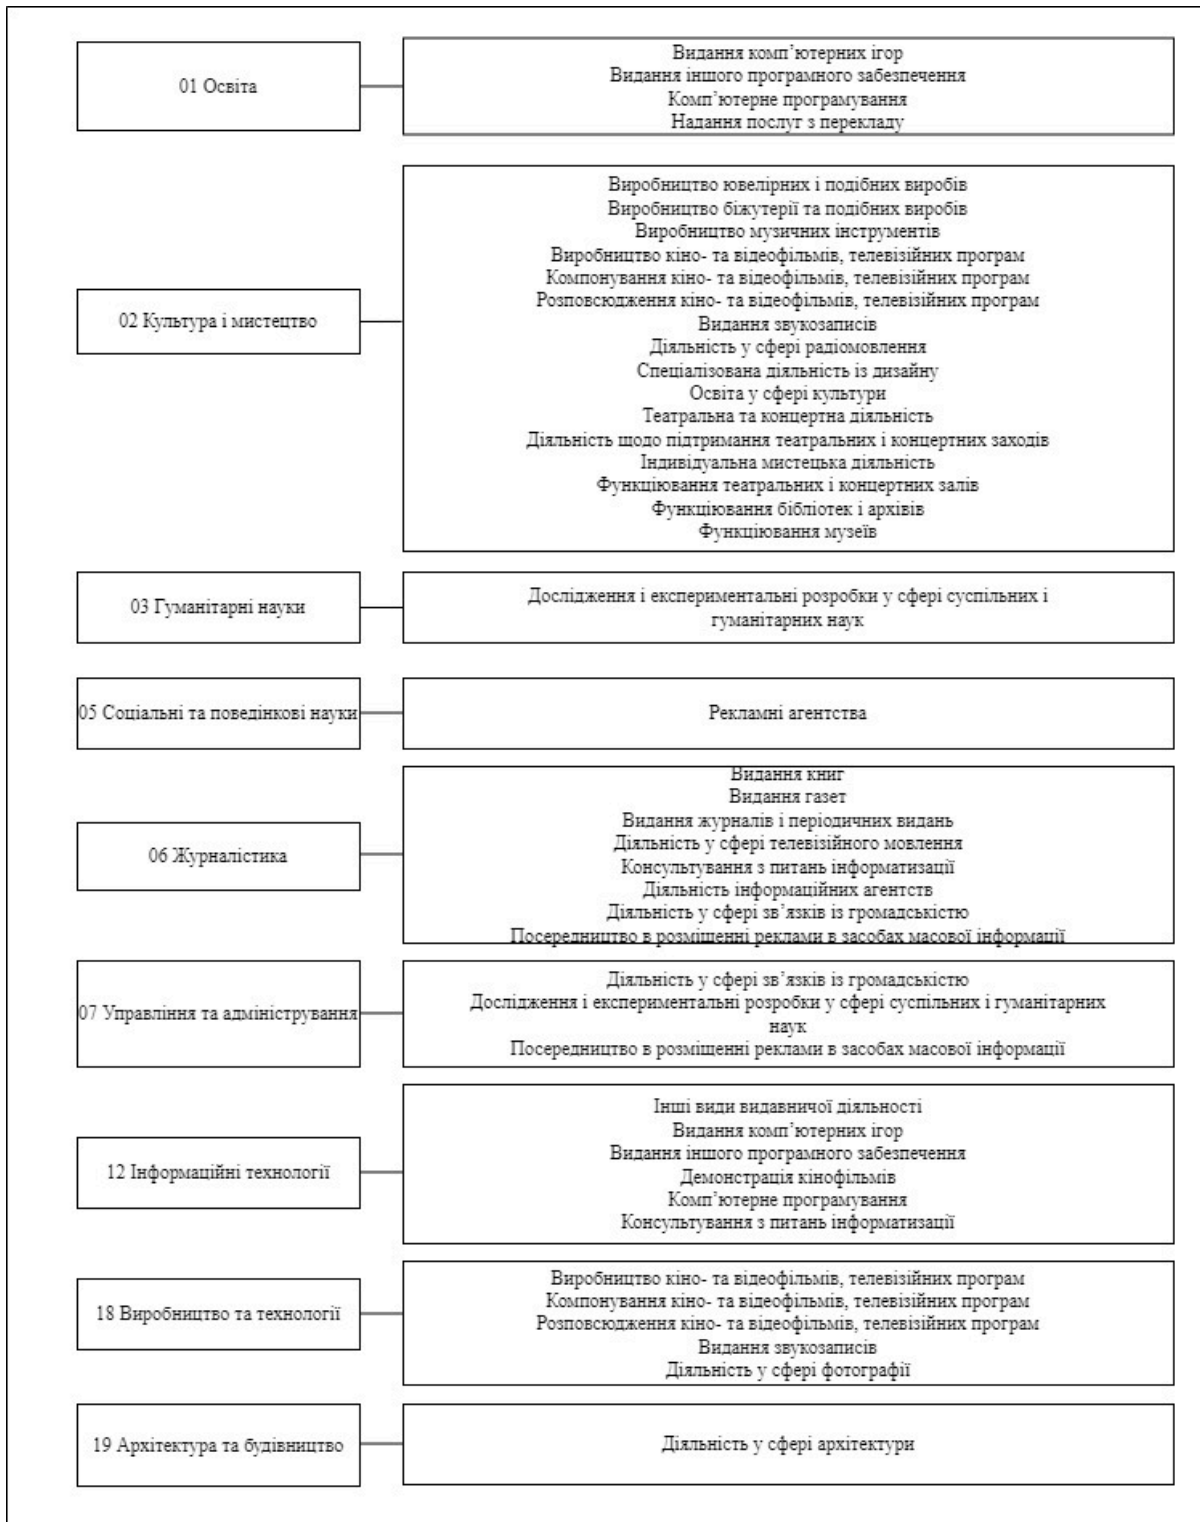 01 Освіта
Видання комп’ютерних ігор
Видання іншого програмного забезпечення
Комп’ютерне програмування
Надання послуг з перекладу
02 Культура і мистецтво
Виробництво ювелірних і подібних виробів
Виробництво біжутерії та подібних виробів
Виробництво музичних інструментів
Виробництво кіно- та відеофільмів, телевізійних програм
Компонування кіно- та відеофільмів, телевізійних програм
Розповсюдження кіно- та відеофільмів, телевізійних програм
Видання звукозаписів
Діяльність у сфері радіомовлення
Спеціалізована діяльність із дизайну
Освіта у сфері культури
Театральна та концертна діяльність
Діяльність щодо підтримання театральних і концертних заходів
Індивідуальна мистецька діяльність
Функціювання театральних і концертних залів
Функціювання бібліотек і архівів
Функціювання музеїв
03 Гуманітарні науки
Дослідження і експериментальні розробки у сфері суспільних і
гуманітарних наук
05 Соціальні та поведінкові науки
Рекламні агентства
06 Журналістика
Видання книг
Видання газет
Видання журналів і періодичних видань
Діяльність у сфері телевізійного мовлення
Консультування з питань інформатизації
Діяльність інформаційних агентств
Діяльність у сфері зв’язків із громадськістю
Посередництво в розміщенні реклами в засобах масової інформації
07 Управління та адміністрування
Діяльність у сфері зв’язків із громадськістю
Дослідження і експериментальні розробки у сфері суспільних і гуманітарних
наук
Посередництво в розміщенні реклами в засобах масової інформації
12 Інформаційні технології
Інші види видавничої діяльності
Видання комп’ютерних ігор
Видання іншого програмного забезпечення
Демонстрація кінофільмів
Комп’ютерне програмування
Консультування з питань інформатизації
18 Виробництво та технології
Виробництво кіно- та відеофільмів, телевізійних програм
Компонування кіно- та відеофільмів, телевізійних програм
Розповсюдження кіно- та відеофільмів, телевізійних програм
Видання звукозаписів
Діяльність у сфері фотографії
19 Архітектура та будівництво
Діяльність у сфері архітектури